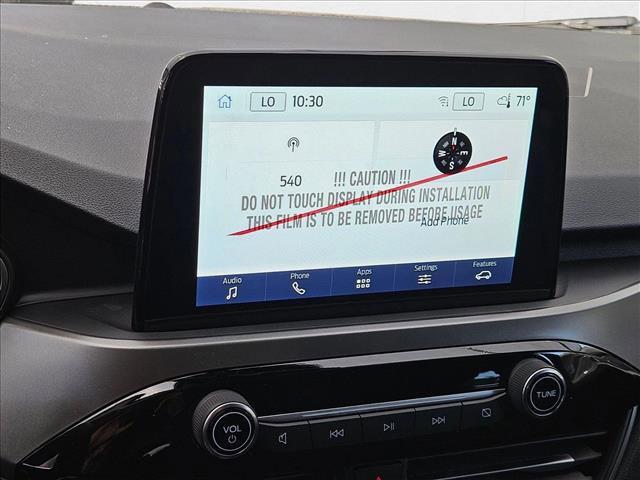 LO 10:30 LO 71°
N
W E
S
540 !!! CAUTION !!!
DO NOT TOUCH DISPLAY DURING INSTALLATION
THIS FILM IS TO BE REMOVED BEFORE USAGE
Add Phone
Audio Phone Apps Settings Features
VOL TUNE